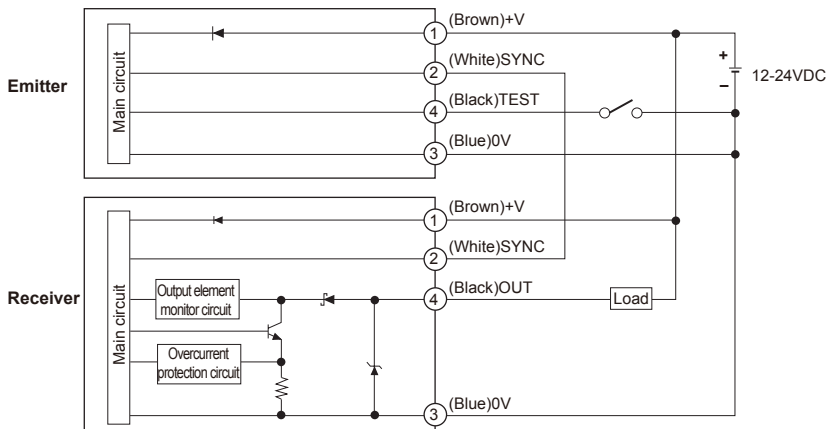 Emitter
Main circuit
(Brown)+V
1
(White)SYNC
2
(Black)TEST
4
(Blue)0V
3
+
−
12-24VDC
Receiver
Main circuit
(Brown)+V
1
(White)SYNC
2
Output element
monitor circuit
(Black)OUT
4
Load
Overcurrent
protection circuit
(Blue)0V
3